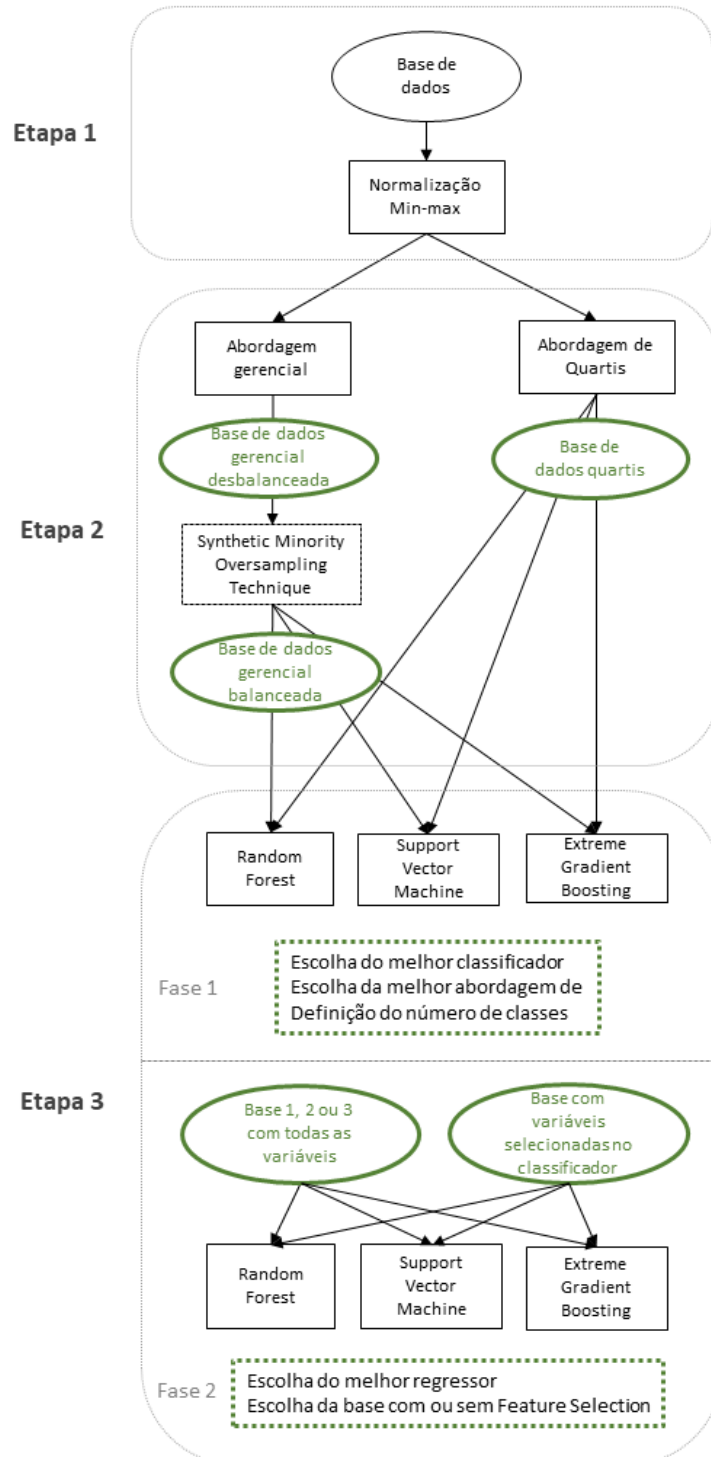 Base de
dados
Etapa 1
Normalização
Min-max
Abordagem
gerencial
Abordagem de
Quartis
Base de dados
gerencial
desbalanceada
Base de
dados quartis
Etapa 2
Synthetic Minority
Oversampling
Technique
Base de dados
gerencial
balanceada
Random
Forest
Support
Vector
Machine
Extreme
Gradient
Boosting
Fase 1
Escolha do melhor classificador
Escolha da melhor abordagem de
Definição do número de classes
Etapa 3
Base 1, 2 ou 3
com todas as
variáveis
Base com
variáveis
selecionadas no
classificador
Random
Forest
Support
Vector
Machine
Extreme
Gradient
Boosting
Fase 2
Escolha do melhor regressor
Escolha da base com ou sem Feature Selection